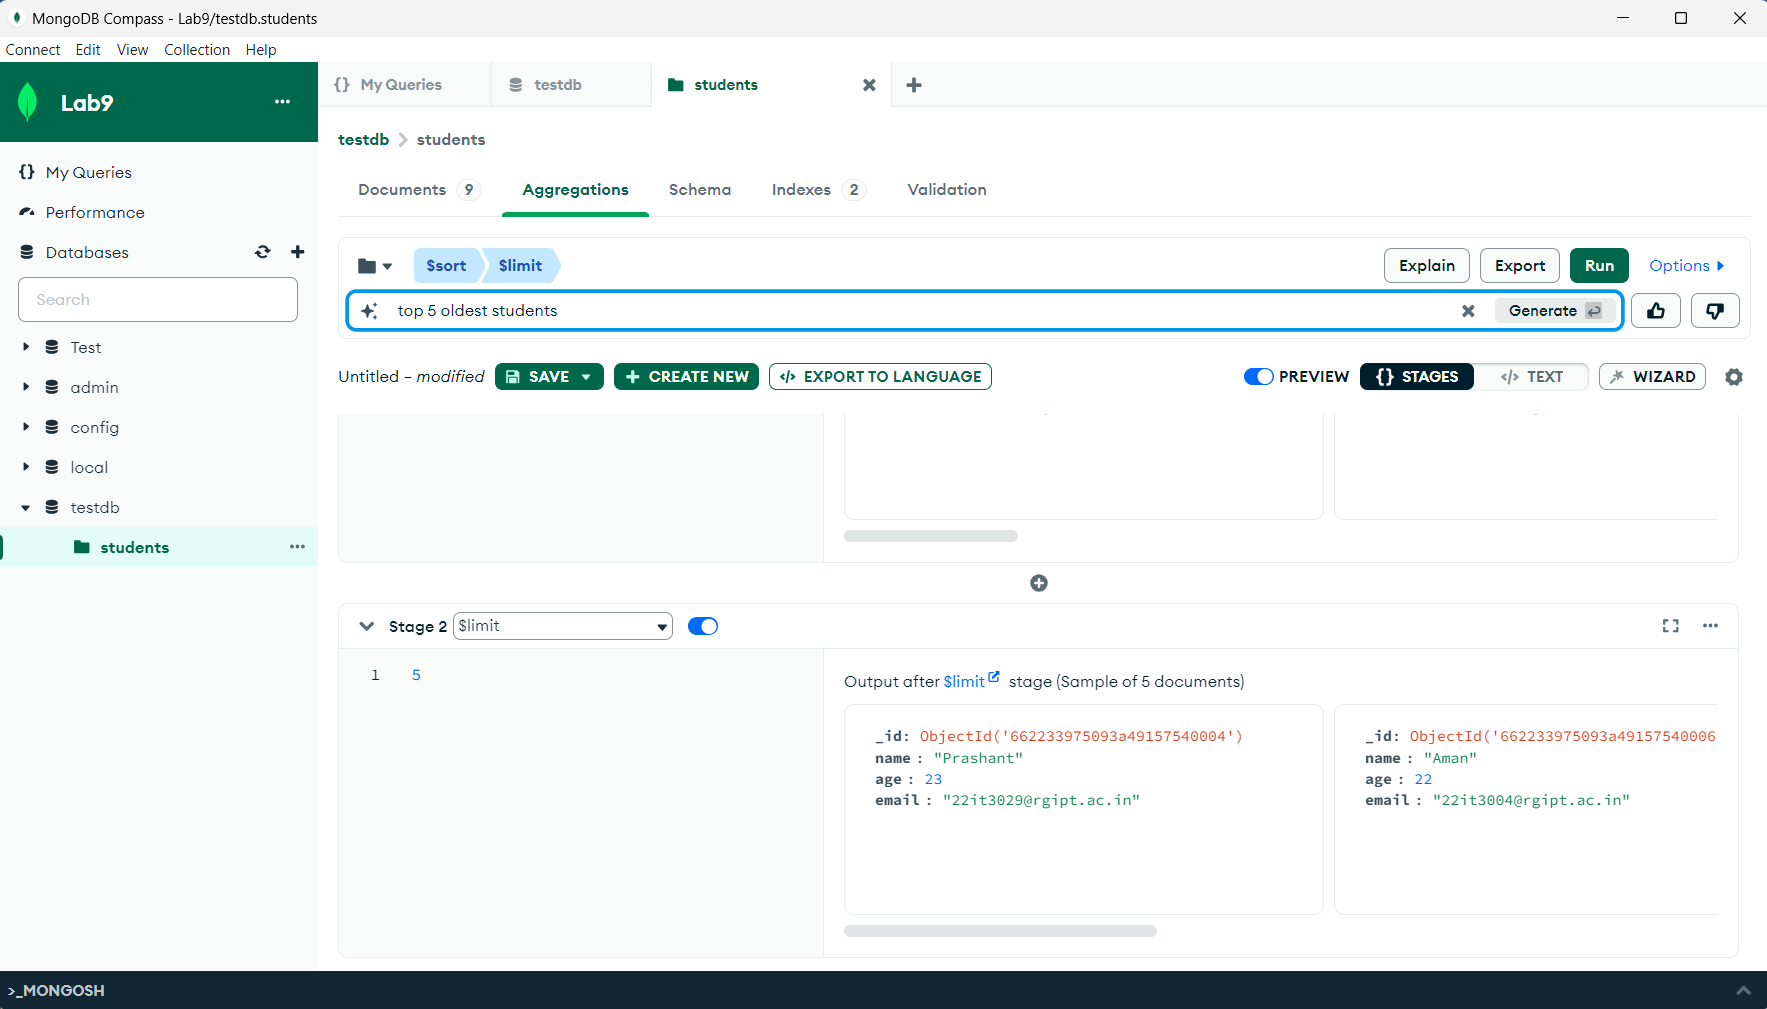 MongoDB Compass - Lab9/testdb.students
Connect Edit View Collection Help
Lab9
My Queries
Performance
Databases
Search
Test
admin
config
local
testdb
students
{} My Queries
testdb
students
testdb > students
Documents 9 Aggregations Schema Indexes 2 Validation
$sort $limit Explain Export Run Options
top 5 oldest students Generate
Untitled – modified SAVE + CREATE NEW </> EXPORT TO LANGUAGE PREVIEW {} STAGES </> TEXT WIZARD
Stage 2 $limit
1 5
Output after $limit stage (Sample of 5 documents)
_id: ObjectId('662233975093a49157540004')
name : "Prashant"
age : 23
email : "22it3029@rgipt.ac.in"
_id: ObjectId('662233975093a49157540006
name : "Aman"
age : 22
email : "22it3004@rgipt.ac.in"
>_MONGOSH